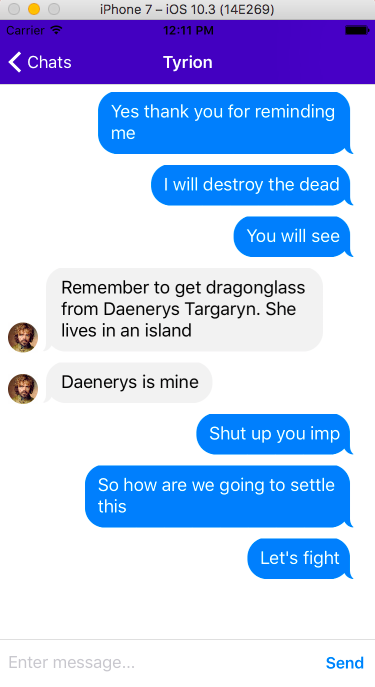 iPhone 7 – iOS 10.3 (14E269)
Carrier 12:11 PM
Chats Tyrion
Yes thank you for reminding
me
I will destroy the dead
You will see
Remember to get dragonglass
from Daenerys Targaryn. She
lives in an island
Daenerys is mine
Shut up you imp
So how are we going to settle
this
Let's fight
Enter message... Send